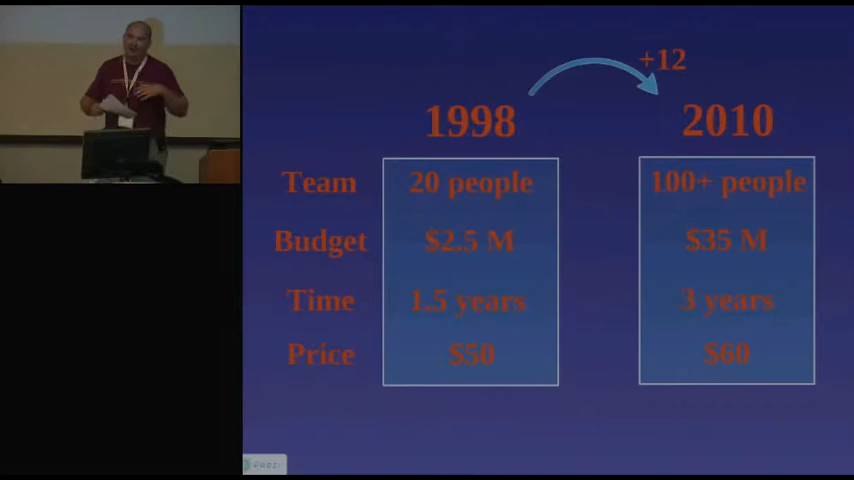 +12
1998 2010
Team 20 people 100+ people
Budget $2.5 M $35 M
Time 1.5 years 3 years
Price $50 $60